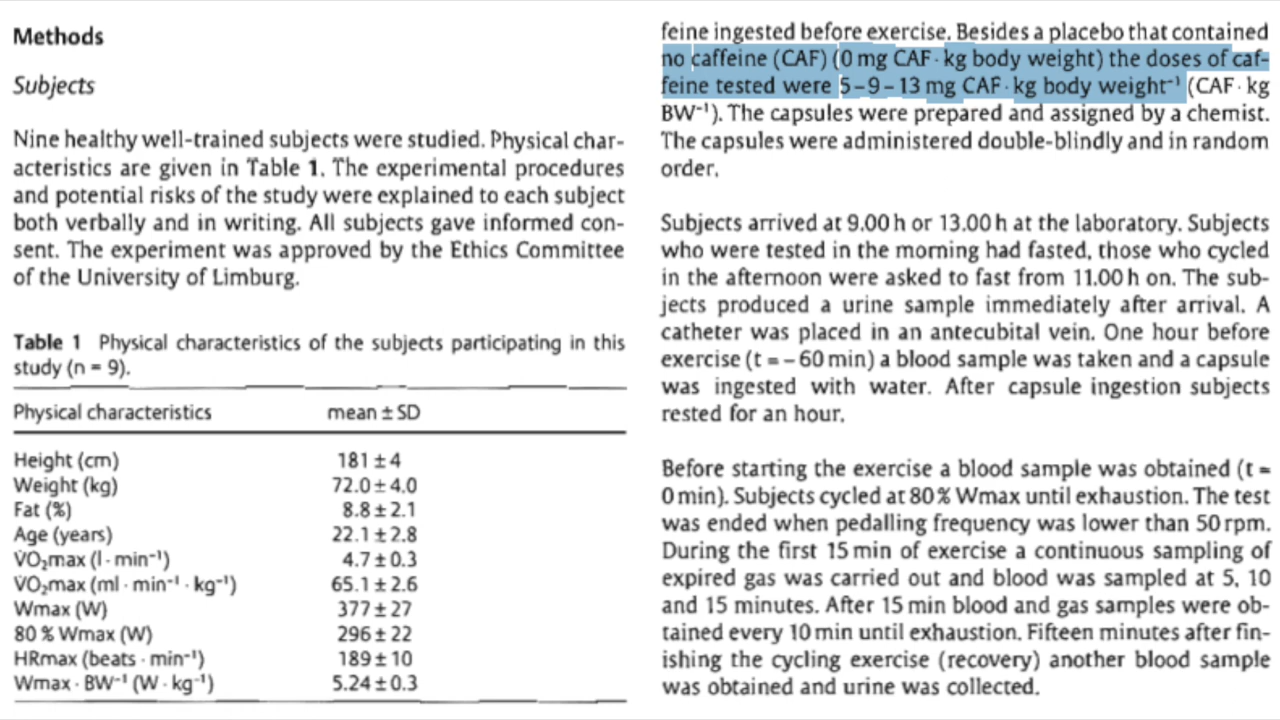 Methods
Subjects
Nine healthy well-trained subjects were studied. Physical char-
acteristics are given in Table 1. The experimental procedures
and potential risks of the study were explained to each subject
both verbally and in writing. All subjects gave informed con-
sent. The experiment was approved by the Ethics Committee
of the University of Limburg.
Table 1 Physical characteristics of the subjects participating in this
study (n = 9).
Physical characteristics mean ± SD
Height (cm) 181 ± 4
Weight (kg) 72.0 ± 4.0
Fat (%) 8.8 ± 2.1
Age (years) 22.1 ± 2.8
V̇O₂max (l · min⁻¹) 4.7 ± 0.3
V̇O₂max (ml · min⁻¹ · kg⁻¹) 65.1 ± 2.6
Wmax (W) 377 ± 27
80 % Wmax (W) 296 ± 22
HRmax (beats · min⁻¹) 189 ± 10
Wmax · BW⁻¹ (W · kg⁻¹) 5.24 ± 0.3
feine ingested before exercise. Besides a placebo that contained
no caffeine (CAF) (0 mg CAF · kg body weight) the doses of caf-
feine tested were 5 – 9 – 13 mg CAF · kg body weight⁻¹ (CAF · kg
BW⁻¹). The capsules were prepared and assigned by a chemist.
The capsules were administered double-blindly and in random
order.
Subjects arrived at 9.00 h or 13.00 h at the laboratory. Subjects
who were tested in the morning had fasted, those who cycled
in the afternoon were asked to fast from 11.00 h on. The sub-
jects produced a urine sample immediately after arrival. A
catheter was placed in an antecubital vein. One hour before
exercise (t = – 60 min) a blood sample was taken and a capsule
was ingested with water. After capsule ingestion subjects
rested for an hour.
Before starting the exercise a blood sample was obtained (t =
0 min). Subjects cycled at 80 % Wmax until exhaustion. The test
was ended when pedalling frequency was lower than 50 rpm.
During the first 15 min of exercise a continuous sampling of
expired gas was carried out and blood was sampled at 5, 10
and 15 minutes. After 15 min blood and gas samples were ob-
tained every 10 min until exhaustion. Fifteen minutes after fin-
ishing the cycling exercise (recovery) another blood sample
was obtained and urine was collected.